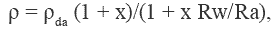 ρ = ρda (1 + x)/(1 + x Rw/Ra),